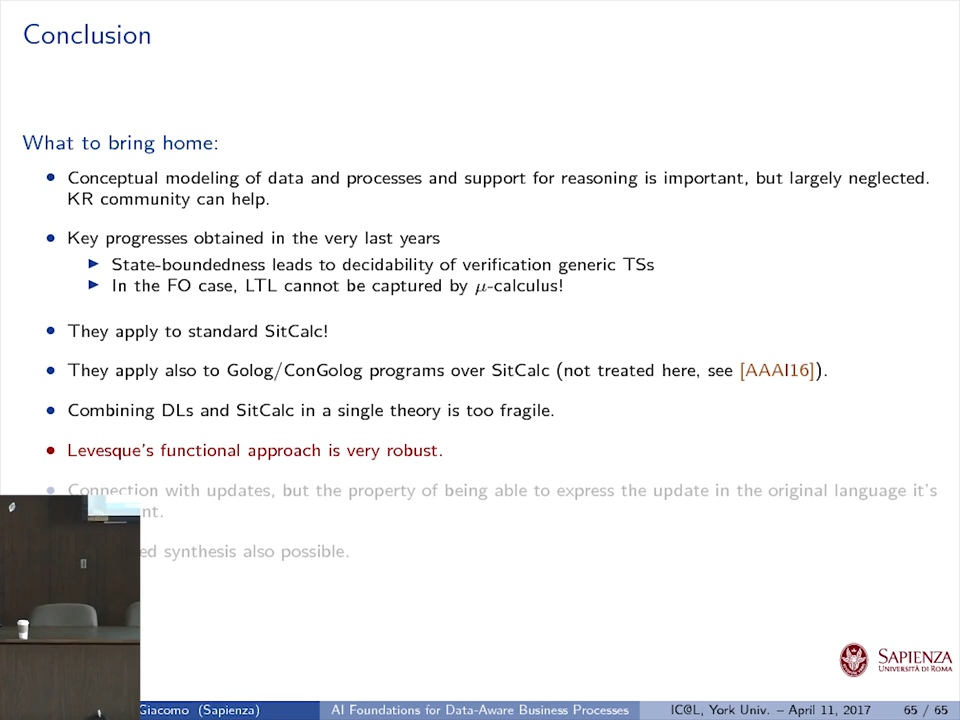 Conclusion
What to bring home:
Conceptual modeling of data and processes and support for reasoning is important, but largely neglected.
KR community can help.
Key progresses obtained in the very last years
State-boundedness leads to decidability of verification generic TSs
In the FO case, LTL cannot be captured by μ-calculus!
They apply to standard SitCalc!
They apply also to Golog/ConGolog programs over SitCalc (not treated here, see [AAAI16]).
Combining DLs and SitCalc in a single theory is too fragile.
Levesque's functional approach is very robust.
Connection with updates, but the property of being able to express the update in the original language it's
synthesis also possible.
SAPIENZA
UNIVERSITÀ DI ROMA
Giacomo (Sapienza) AI Foundations for Data-Aware Business Processes IC@L, York Univ. – April 11, 2017 65 / 65